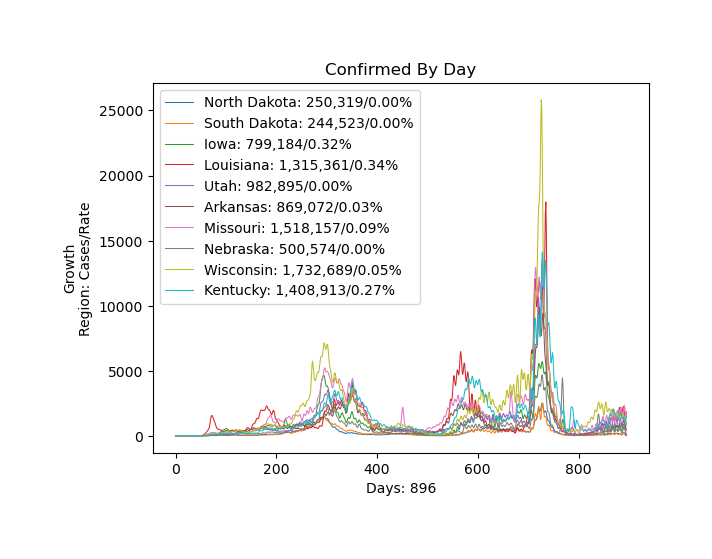 Confirmed By Day
25000
20000
15000
10000
5000
0
Growth
Region: Cases/Rate
North Dakota: 250,319/0.00%
South Dakota: 244,523/0.00%
Iowa: 799,184/0.32%
Louisiana: 1,315,361/0.34%
Utah: 982,895/0.00%
Arkansas: 869,072/0.03%
Missouri: 1,518,157/0.09%
Nebraska: 500,574/0.00%
Wisconsin: 1,732,689/0.05%
Kentucky: 1,408,913/0.27%
0 200 400 600 800
Days: 896